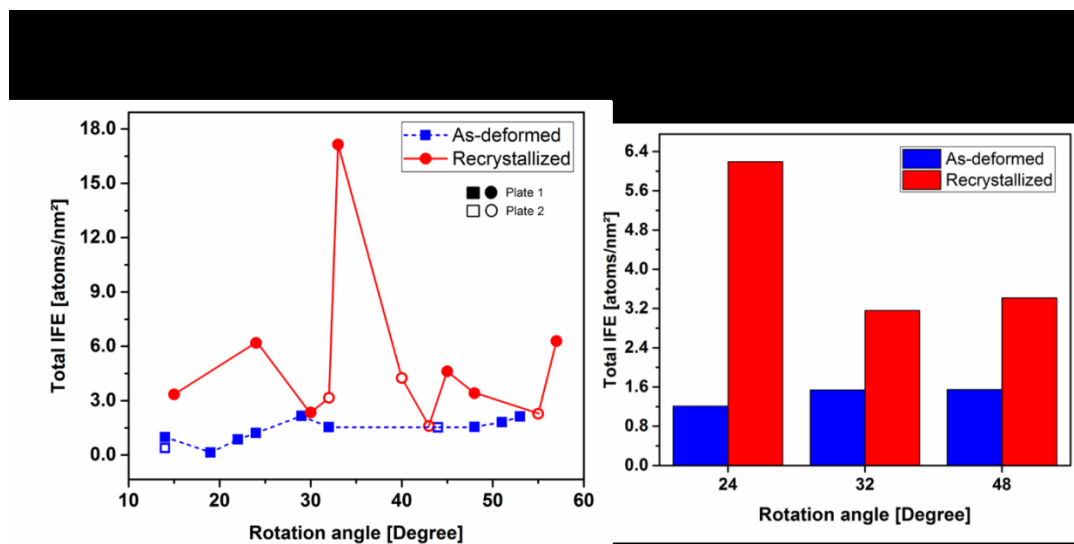 18.0
15.0
12.0
9.0
6.0
3.0
0.0
Total IFE [atoms/nm²]
As-deformed
Recrystallized
Plate 1
Plate 2
10 20 30 40 50 60
Rotation angle [Degree]
6.4
5.6
4.8
4.0
3.2
2.4
1.6
0.8
0.0
Total IFE [atoms/nm²]
As-deformed
Recrystallized
24 32 48
Rotation angle [Degree]